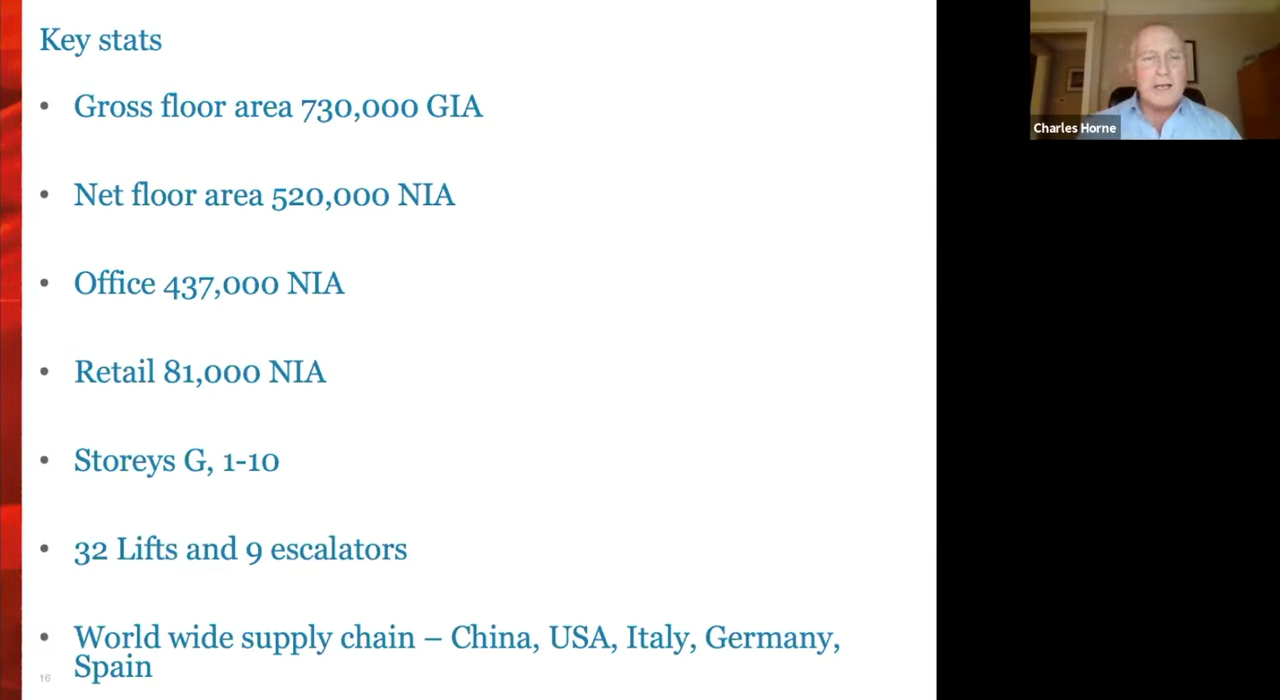 Key stats
• Gross floor area 730,000 GIA
• Net floor area 520,000 NIA
• Office 437,000 NIA
• Retail 81,000 NIA
• Storeys G, 1-10
• 32 Lifts and 9 escalators
• World wide supply chain – China, USA, Italy, Germany,
Spain
16
Charles Horne